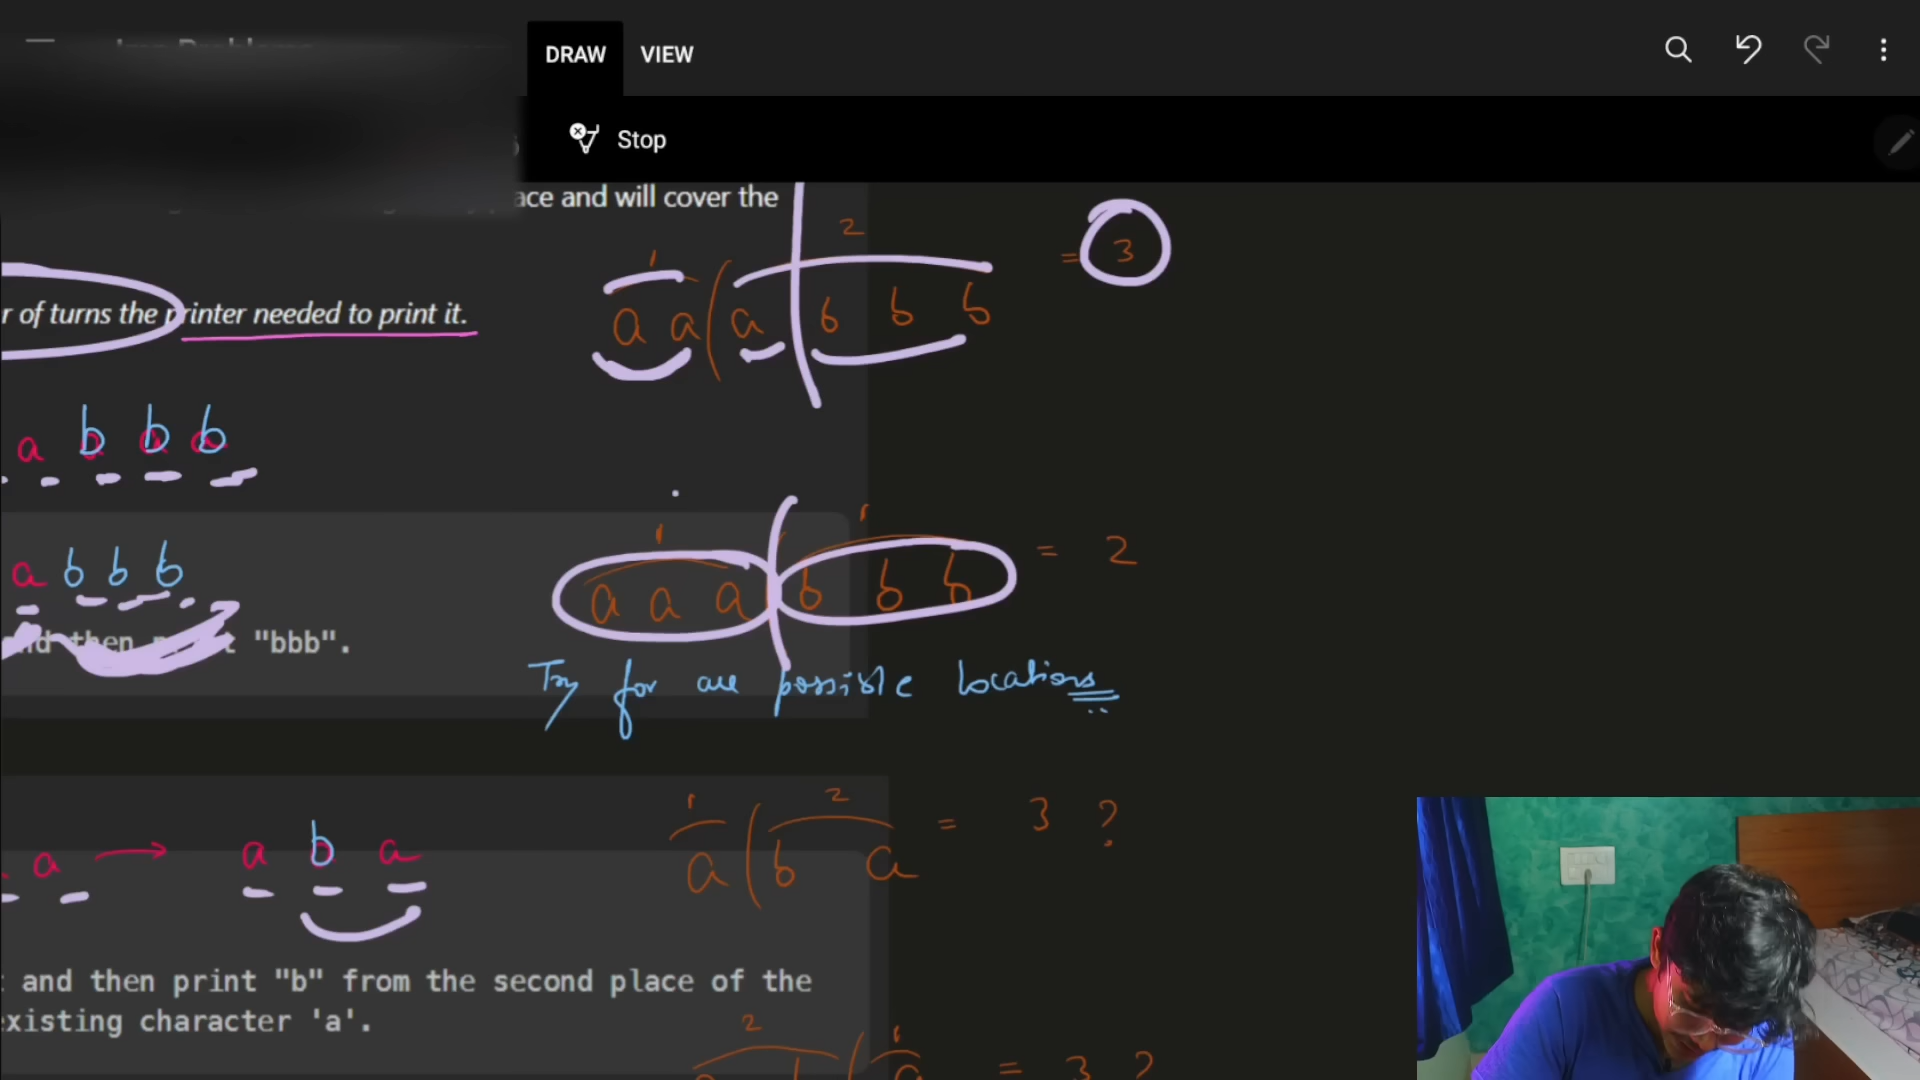 DRAW VIEW
Stop
ace and will cover the
1 2
a a ( a b b b = 3
r of turns the printer needed to print it.
a b b b
1 1
a a a b b b = 2
a b b b
then "bbb".
Try for all possible locations
1 2
a ( b a = 3 ?
a → a b a
and then print "b" from the second place of the
existing character 'a'.
2 1
a = 3 ?